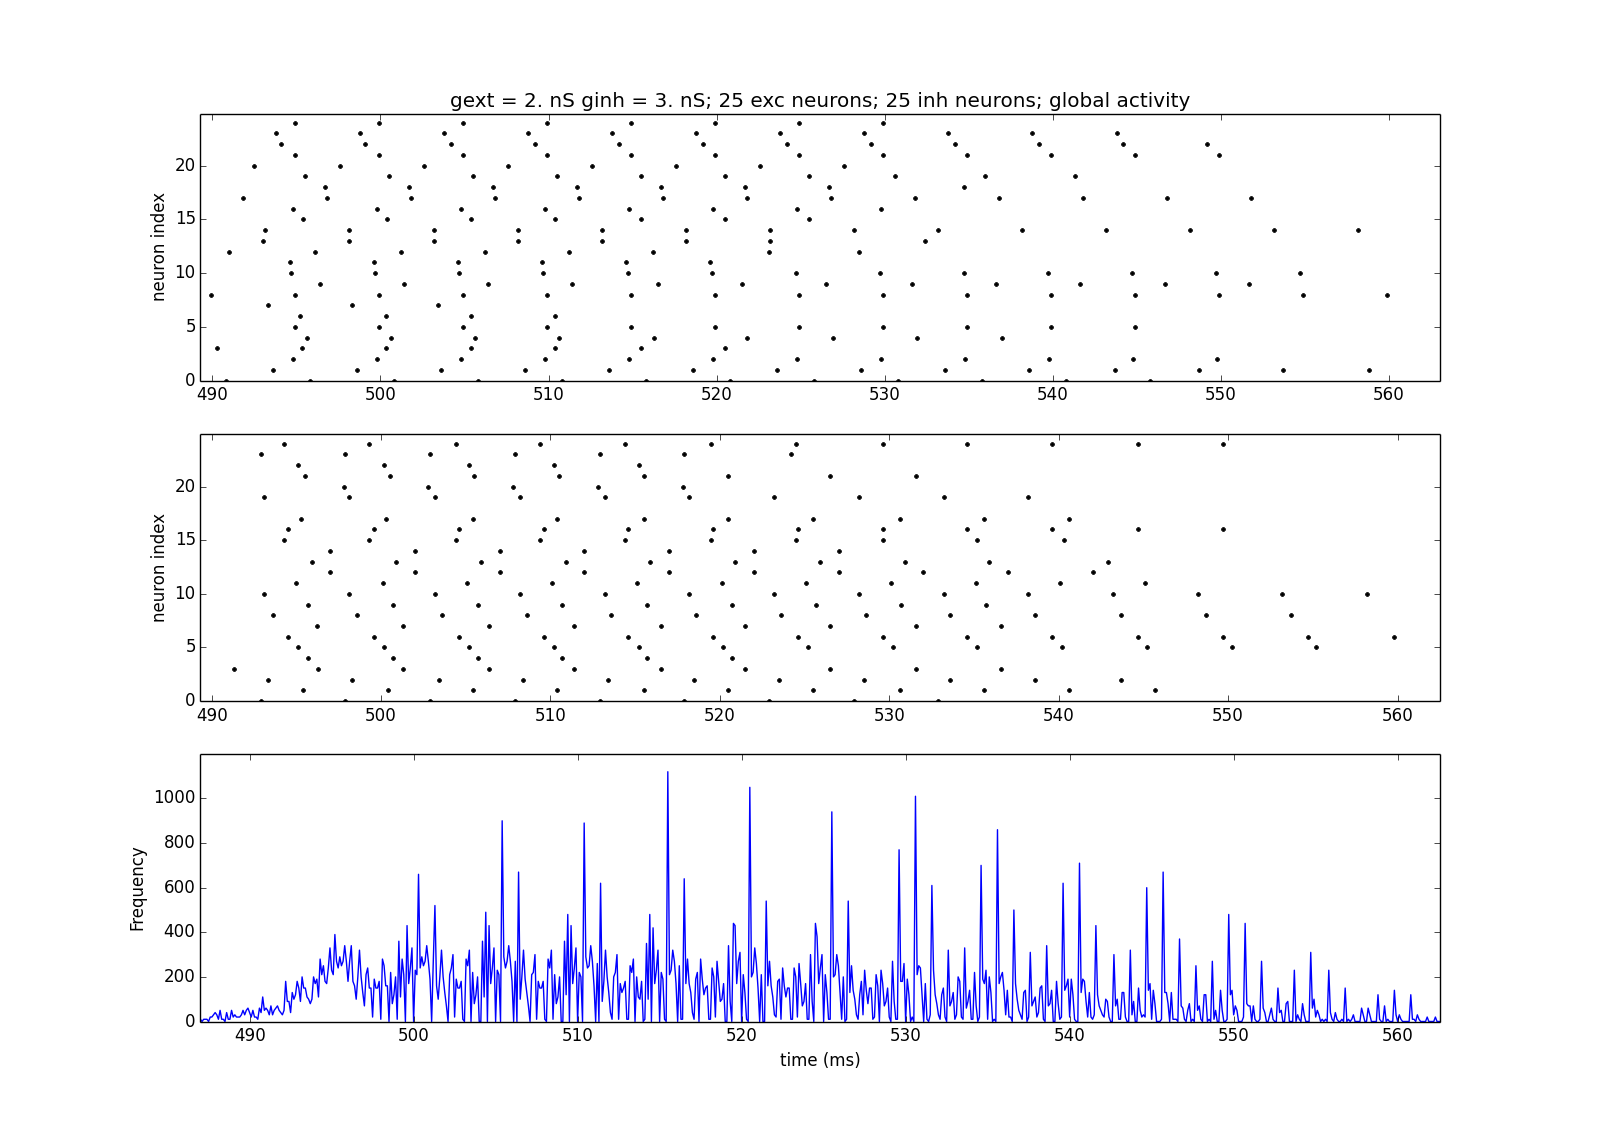 gext = 2. nS ginh = 3. nS; 25 exc neurons; 25 inh neurons; global activity
neuron index
20
15
10
5
0
490 500 510 520 530 540 550 560
neuron index
20
15
10
5
0
490 500 510 520 530 540 550 560
Frequency
1000
800
600
400
200
0
490 500 510 520 530 540 550 560
time (ms)